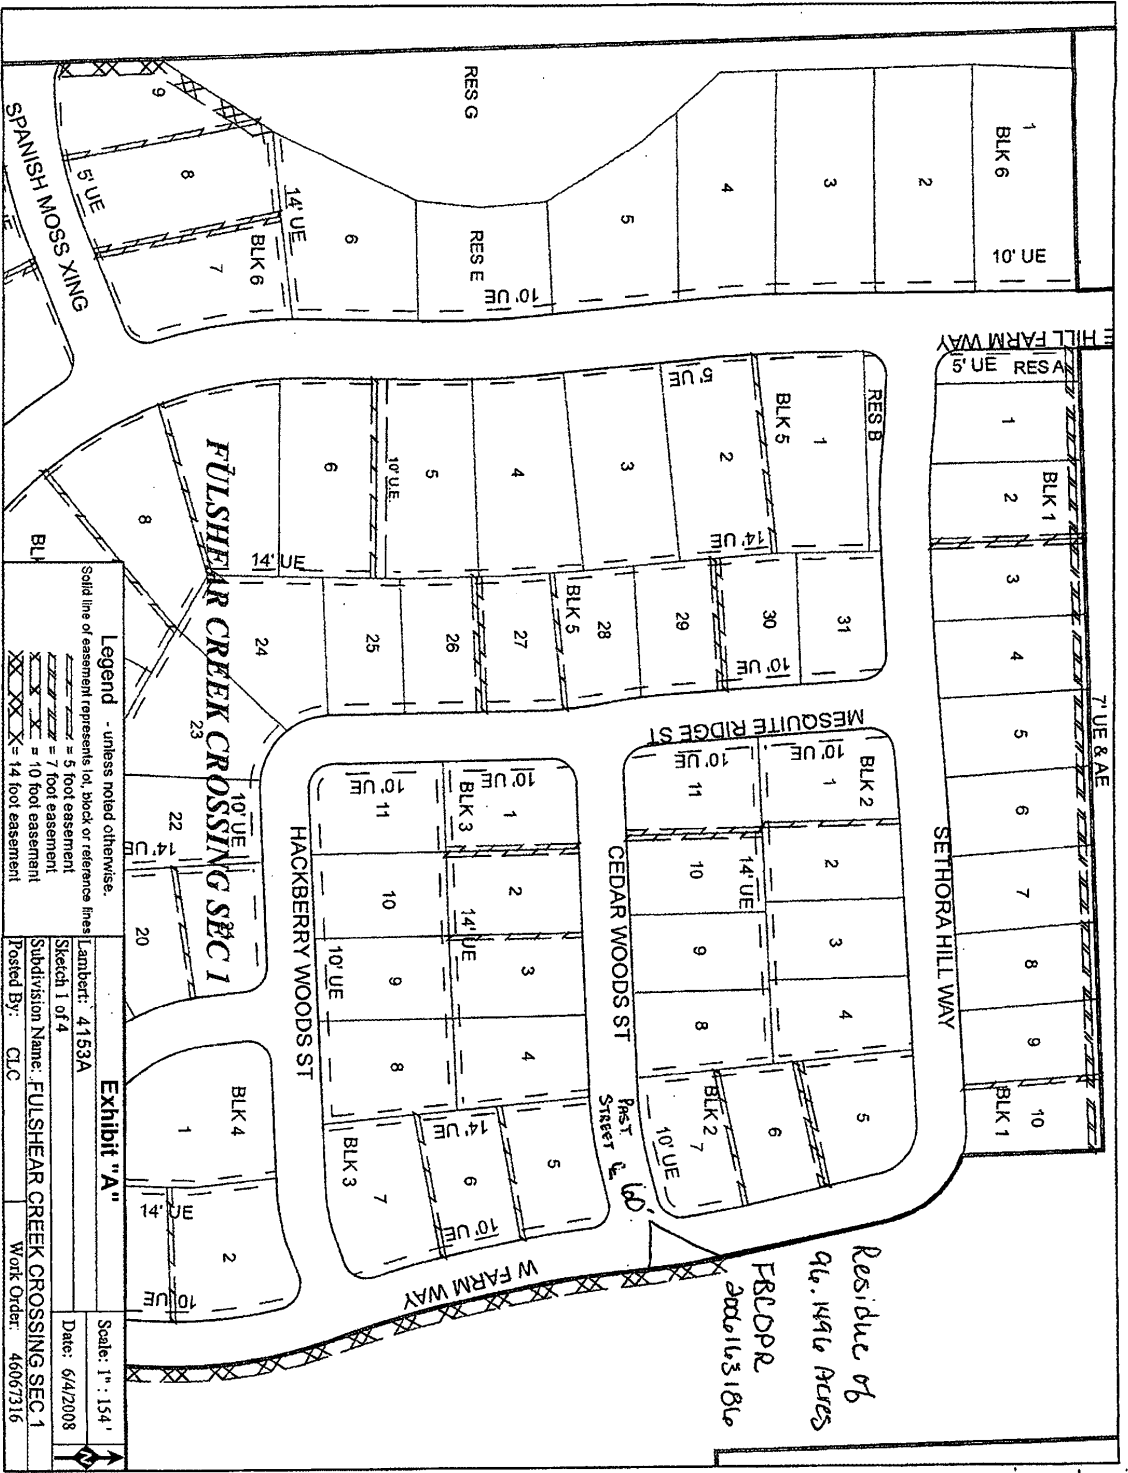 RES G
1
BLK 6
2
3
4
5
10' UE
RES E
10' UE
6
14' UE
BLK 6
7
8
9
5' UE
SPANISH MOSS XING
E HILL FARM WAY
5' UE
RES A
1
2
BLK 1
3
4
5
6
7
8
9
10
BLK 1
7' UE & AE
SETHORA HILL WAY
RES B
1
BLK 5
2
5' UE
14' UE
3
4
5
10' U.E.
6
7
8
14' UE
BLK
31
30
10' UE
29
28
BLK 5
27
26
25
24
23
22
14' UE
10' UE
20
FULSHEAR CREEK CROSSING SEC 1
MESQUITE RIDGE ST
BLK 2
1
10' UE
10' UE
11
2
14' UE
10
3
9
4
8
5
6
BLK 2
7
10' UE
CEDAR WOODS ST
PAST
STREET ℄ 60'
1
BLK 3
10' UE
10' UE
11
2
14' UE
10
3
9
10' UE
4
8
5
14' UE
6
10' UE
7
BLK 3
HACKBERRY WOODS ST
W FARM WAY
BLK 4
1
14' UE
2
10' UE
Residue of
96.1496 Acres
FBCOPR
2006163186
Legend - unless noted otherwise.
Solid line of easement represents lot, block or reference lines
= 5 foot easement
= 7 foot easement
= 10 foot easement
= 14 foot easement
Exhibit "A"
Lambert: 4153A
Sketch 1 of 4
Subdivision Name: FULSHEAR CREEK CROSSING SEC 1
Posted By: CLC
Work Order: 46067316
Scale: 1" : 154'
Date: 6/4/2008
N